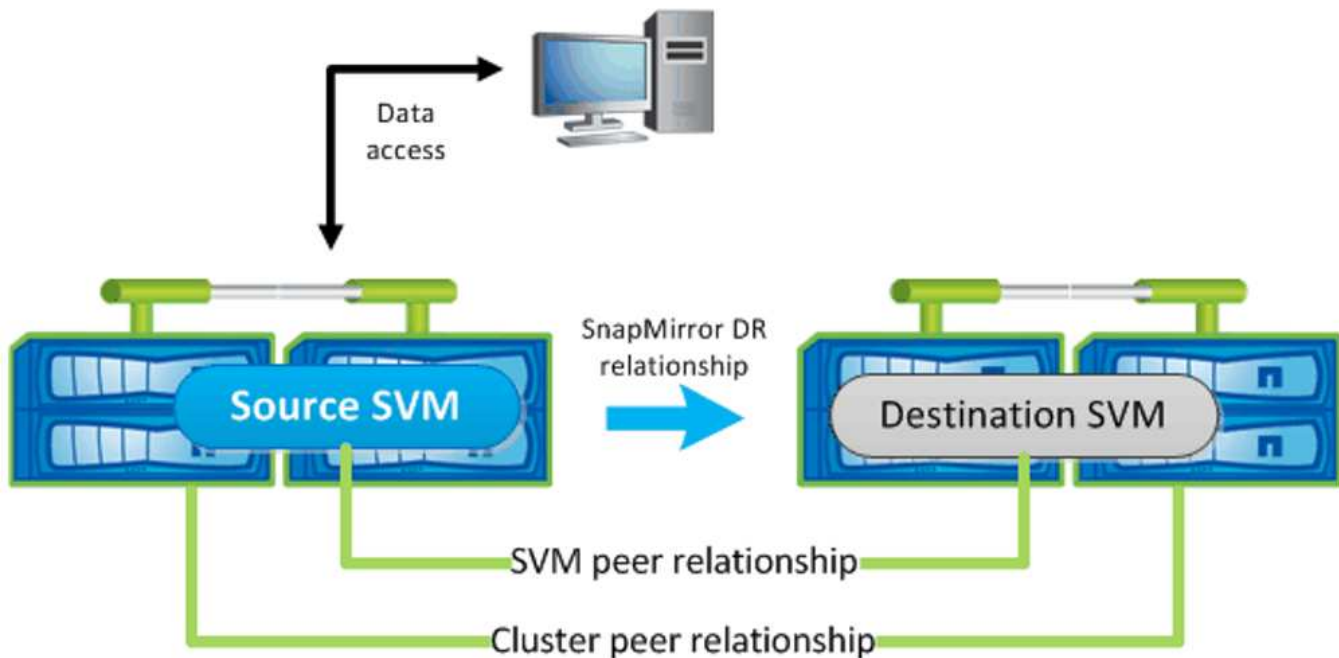 Data
access
SnapMirror DR
relationship
Source SVM
Destination SVM
SVM peer relationship
Cluster peer relationship